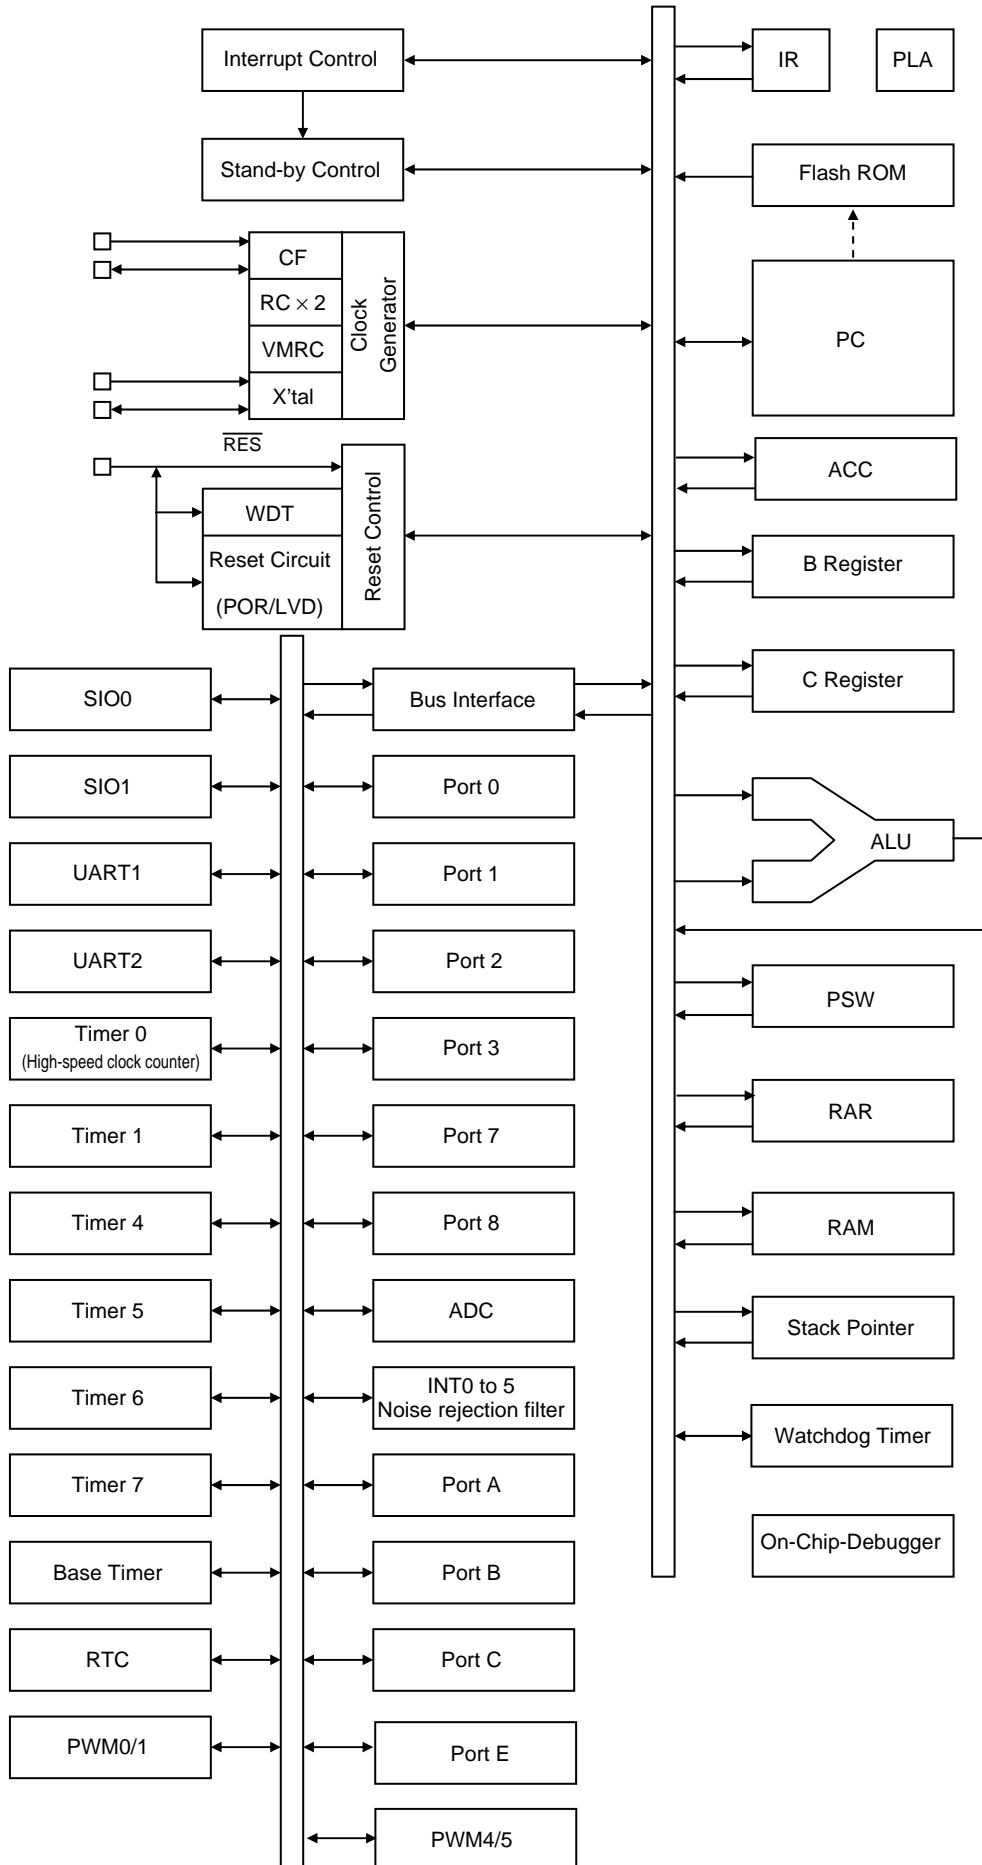 Interrupt Control
IR
PLA
Stand-by Control
Flash ROM
CF
RC × 2
VMRC
X'tal
Clock
Generator
PC
RES
WDT
Reset Circuit
(POR/LVD)
Reset Control
ACC
B Register
C Register
SIO0
Bus Interface
SIO1
Port 0
ALU
UART1
Port 1
UART2
Port 2
PSW
Timer 0
(High-speed clock counter)
Port 3
RAR
Timer 1
Port 7
Timer 4
Port 8
RAM
Timer 5
ADC
Stack Pointer
Timer 6
INT0 to 5
Noise rejection filter
Watchdog Timer
Timer 7
Port A
On-Chip-Debugger
Base Timer
Port B
RTC
Port C
PWM0/1
Port E
PWM4/5